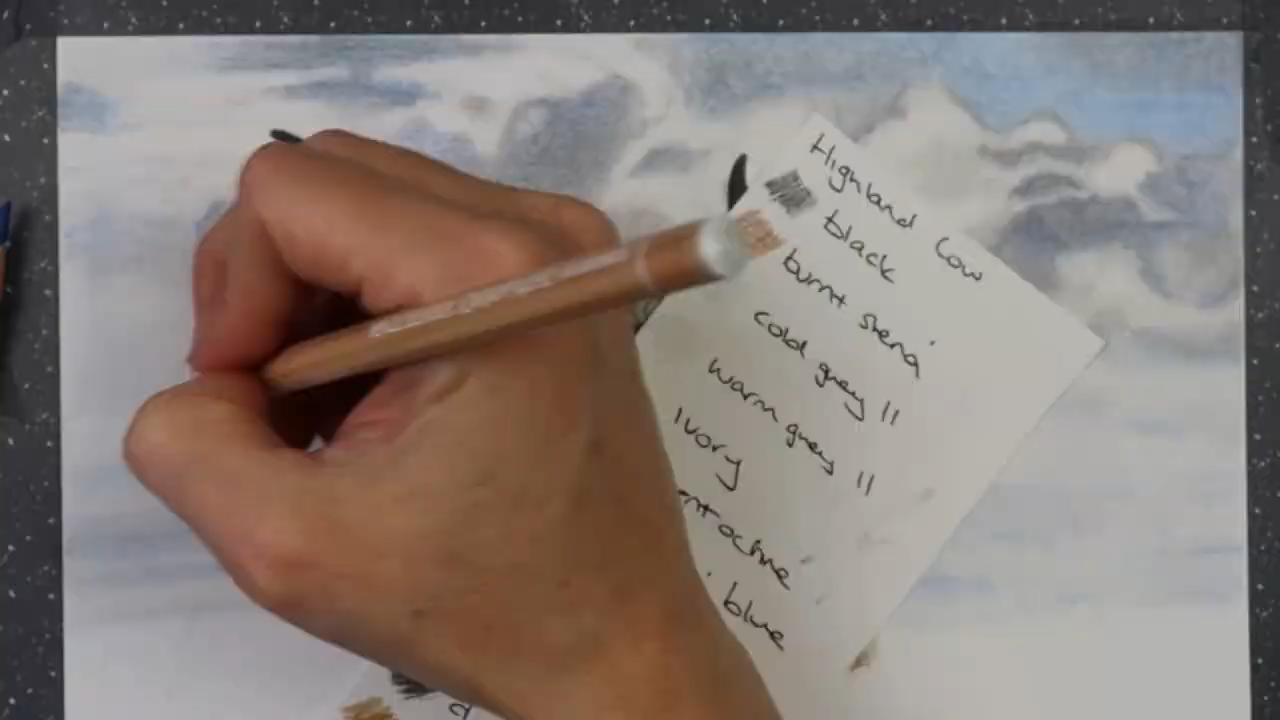 Highland Cow
black
burnt siena
cold grey II
warm grey II
Ivory
ochre
blue